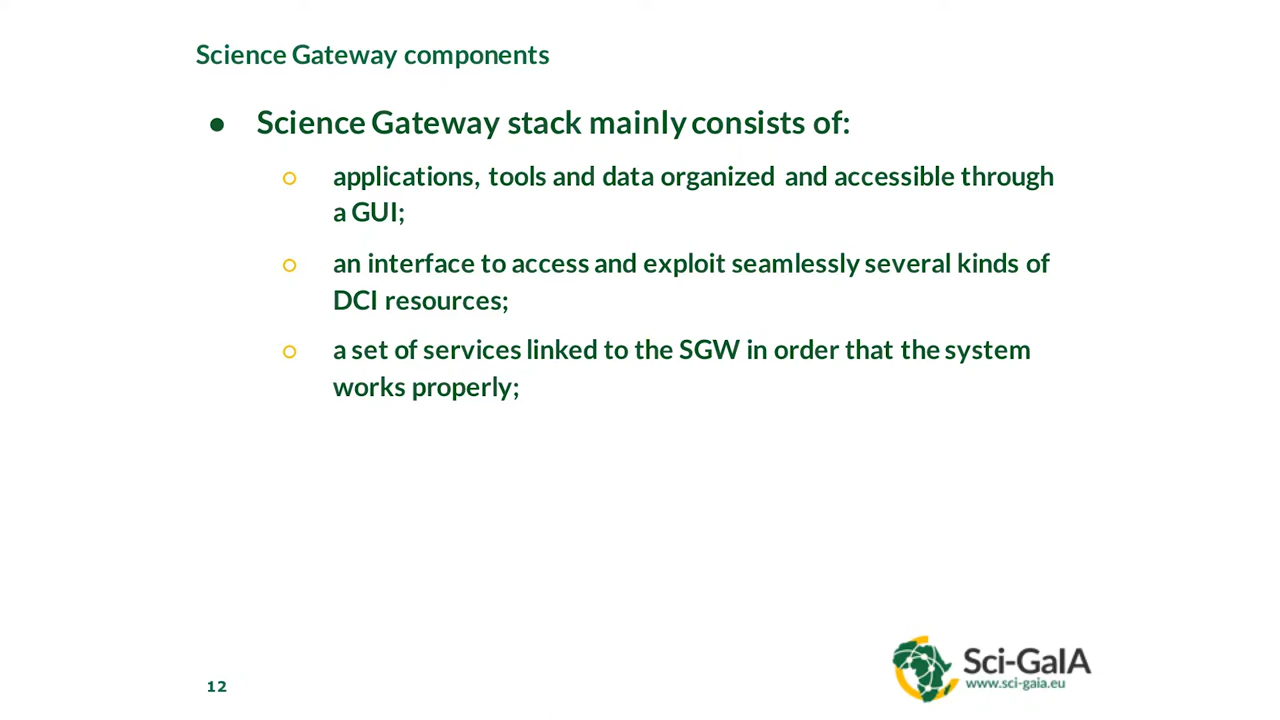 Science Gateway components
● Science Gateway stack mainly consists of:
○ applications, tools and data organized and accessible through
a GUI;
○ an interface to access and exploit seamlessly several kinds of
DCI resources;
○ a set of services linked to the SGW in order that the system
works properly;
12
Sci-GaIA
www.sci-gaia.eu